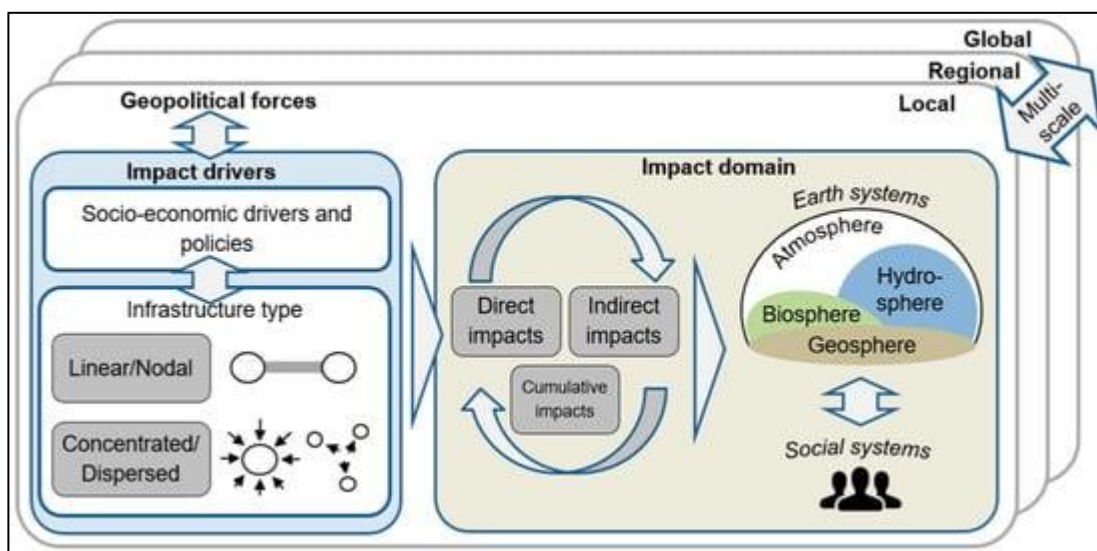 Global
Regional
Local
Multi-
scale
Geopolitical forces
Impact drivers
Socio-economic drivers and
policies
Infrastructure type
Linear/Nodal
Concentrated/
Dispersed
Impact domain
Direct
impacts
Indirect
impacts
Cumulative
impacts
Earth systems
Atmosphere
Hydro-
sphere
Biosphere
Geosphere
Social systems